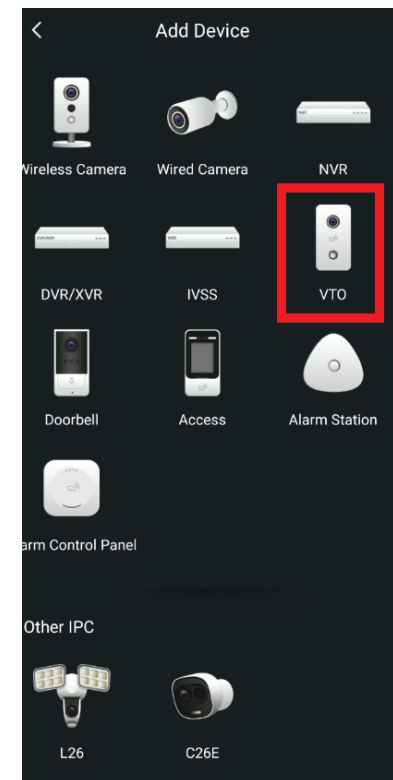 Add Device
Wireless Camera
Wired Camera
NVR
DVR/XVR
IVSS
VTO
Doorbell
Access
Alarm Station
arm Control Panel
Other IPC
L26
C26E